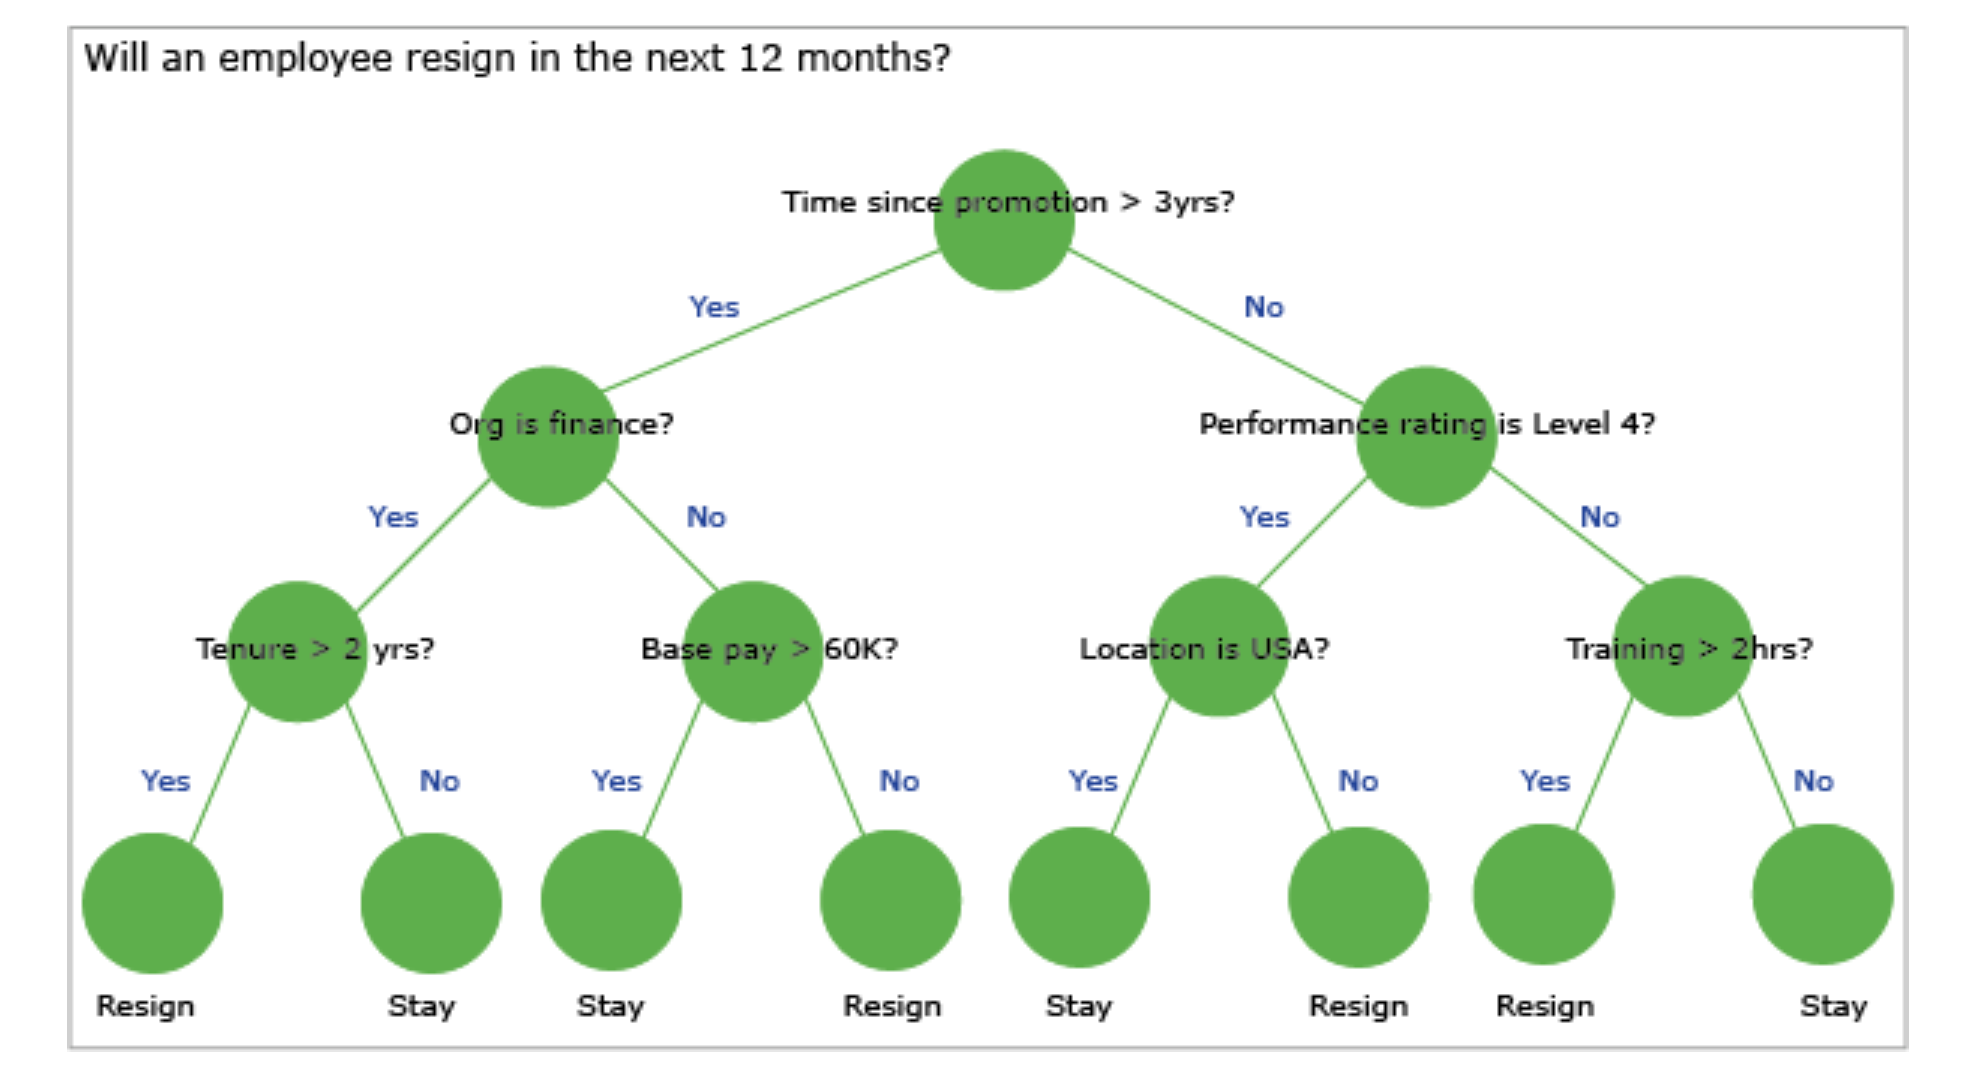 Will an employee resign in the next 12 months?
Time since promotion > 3yrs?
Yes
No
Org is finance?
Performance rating is Level 4?
Yes
No
Yes
No
Tenure > 2 yrs?
Base pay > 60K?
Location is USA?
Training > 2hrs?
Yes
No
Yes
No
Yes
No
Yes
No
Resign
Stay
Stay
Resign
Stay
Resign
Resign
Stay